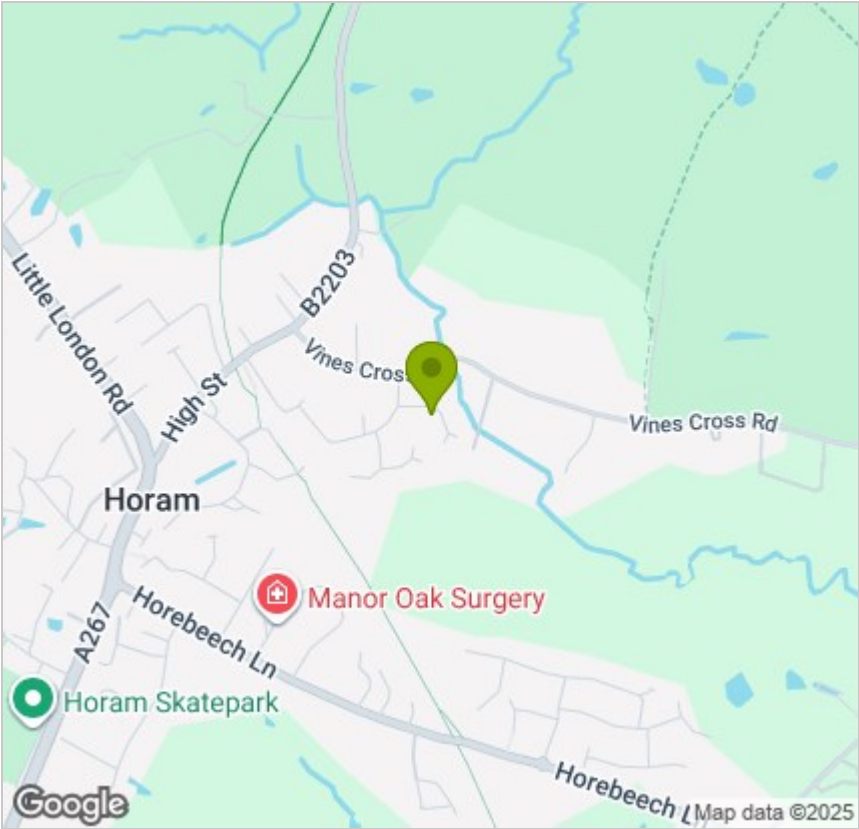 B2203
Little London Rd
Vines Cros
High St
Vines Cross Rd
Horam
Manor Oak Surgery
Horebeech Ln
A267
Horam Skatepark
Horebeech L
Google
Map data ©2025